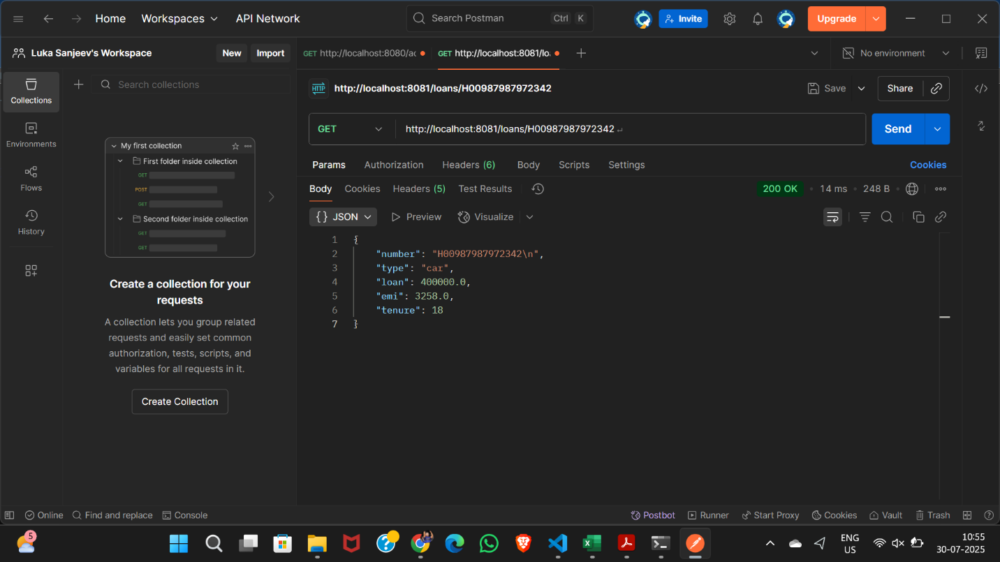 Home
Workspaces
API Network
Search Postman
Ctrl
K
Invite
Upgrade
Luka Sanjeev's Workspace
New
Import
GET http://localhost:8080/ac
GET http://localhost:8081/loa
No environment
Collections
Environments
Flows
History
Search collections
My first collection
First folder inside collection
GET
POST
GET
Second folder inside collection
GET
GET
Create a collection for your
requests
A collection lets you group related
requests and easily set common
authorization, tests, scripts, and
variables for all requests in it.
Create Collection
HTTP
http://localhost:8081/loans/H00987987972342
Save
Share
GET
http://localhost:8081/loans/H00987987972342
Send
Params
Authorization
Headers (6)
Body
Scripts
Settings
Cookies
Body
Cookies
Headers (5)
Test Results
200 OK
14 ms
248 B
{} JSON
Preview
Visualize
1 {
2 "number": "H00987987972342\n",
3 "type": "car",
4 "loan": 400000.0,
5 "emi": 3258.0,
6 "tenure": 18
7 }
Online
Find and replace
Console
Postbot
Runner
Start Proxy
Cookies
Vault
Trash
5
ENG
US
10:55
30-07-2025